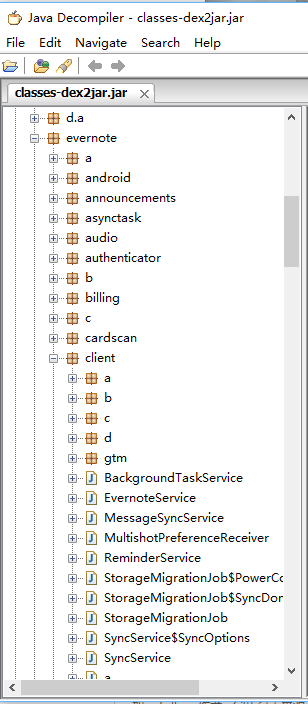 Java Decompiler - classes-dex2jar.jar
File Edit Navigate Search Help
classes-dex2jar.jar
d.a
evernote
a
android
announcements
asynctask
audio
authenticator
b
billing
c
cardscan
client
a
b
c
d
gtm
BackgroundTaskService
EvernoteService
MessageSyncService
MultishotPreferenceReceiver
ReminderService
StorageMigrationJob$PowerCo
StorageMigrationJob$SyncDon
StorageMigrationJob
SyncService$SyncOptions
SyncService